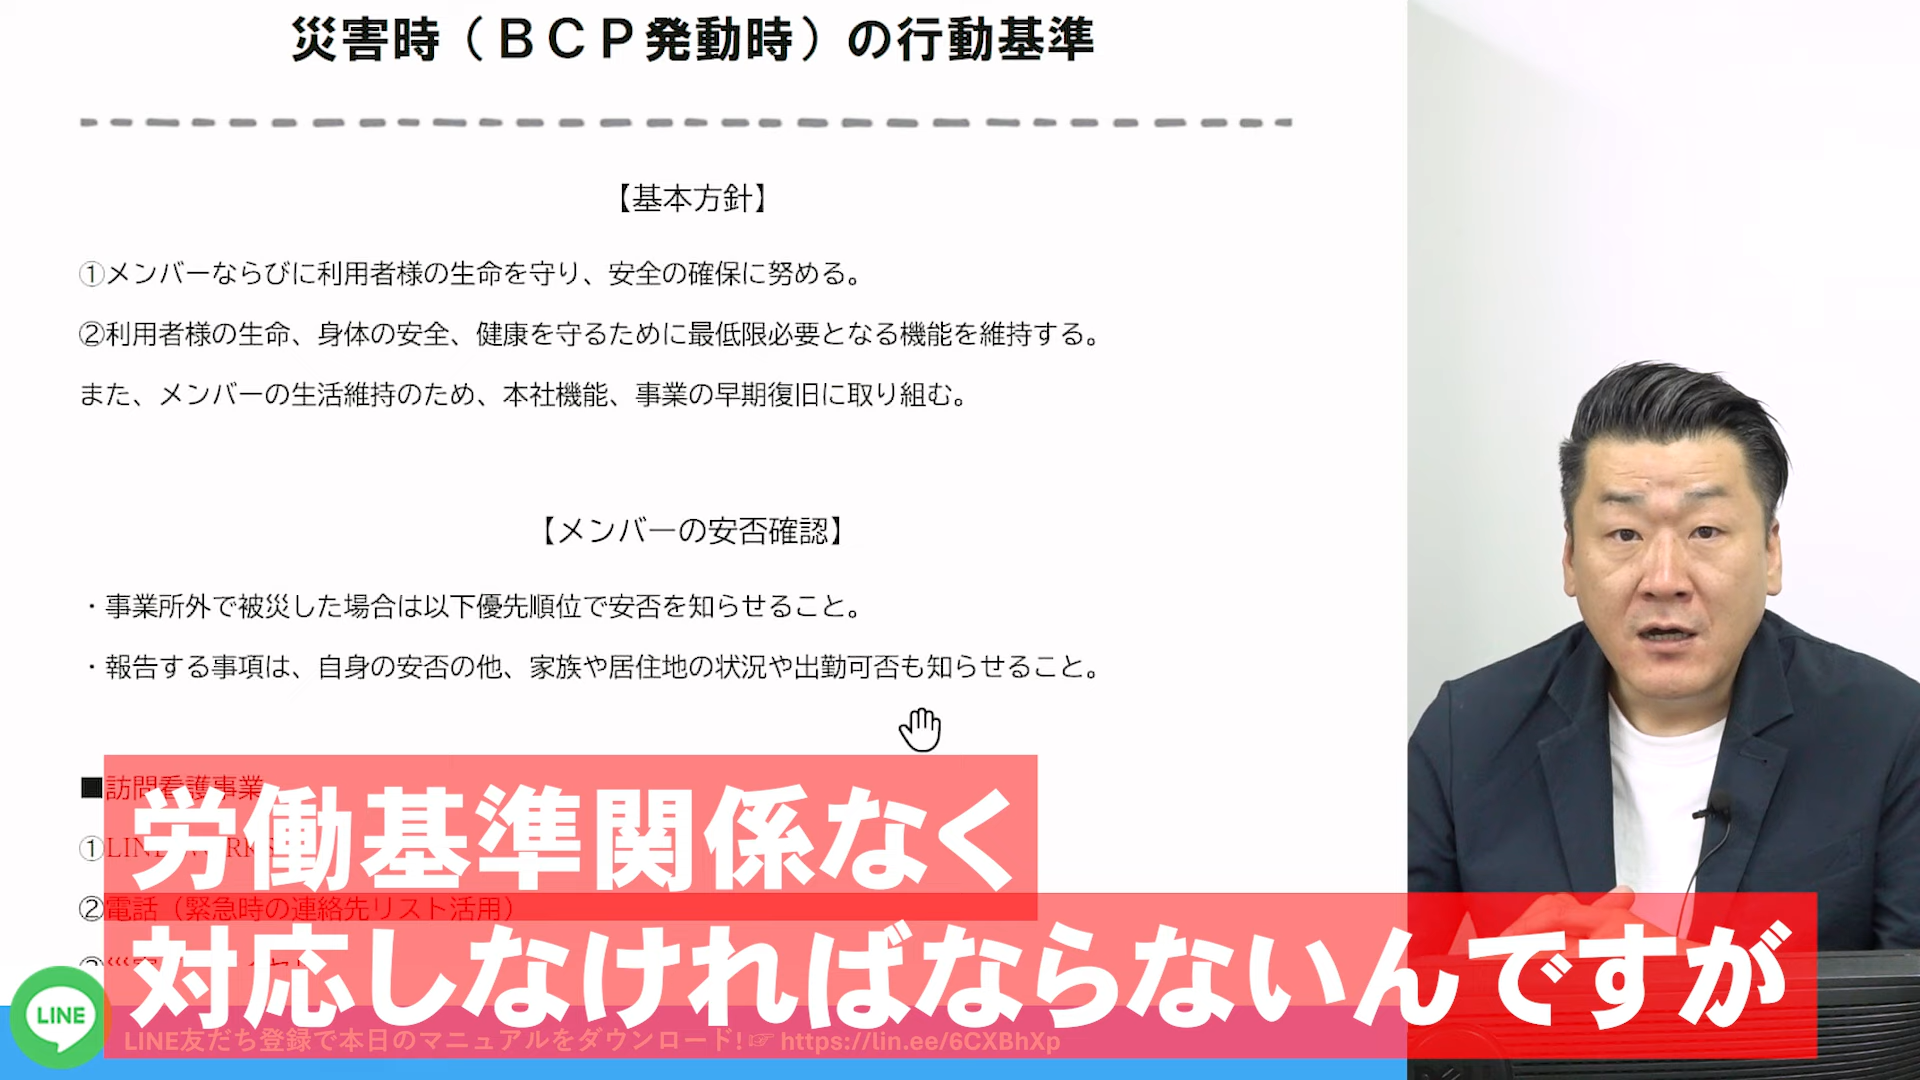 災害時（ＢＣＰ発動時）の行動基準
【基本方針】
①メンバーならびに利用者様の生命を守り、安全の確保に努める。
②利用者様の生命、身体の安全、健康を守るために最低限必要となる機能を維持する。
また、メンバーの生活維持のため、本社機能、事業の早期復旧に取り組む。
【メンバーの安否確認】
・事業所外で被災した場合は以下優先順位で安否を知らせること。
・報告する事項は、自身の安否の他、家族や居住地の状況や出勤可否も知らせること。
■訪問看護事業
①LINE WORKS
②電話（緊急時の連絡先リスト活用）
労働基準関係なく
対応しなければならないんですが
LINE
LINE友だち登録で本日のマニュアルをダウンロード!☞ https://lin.ee/6CXBhXp